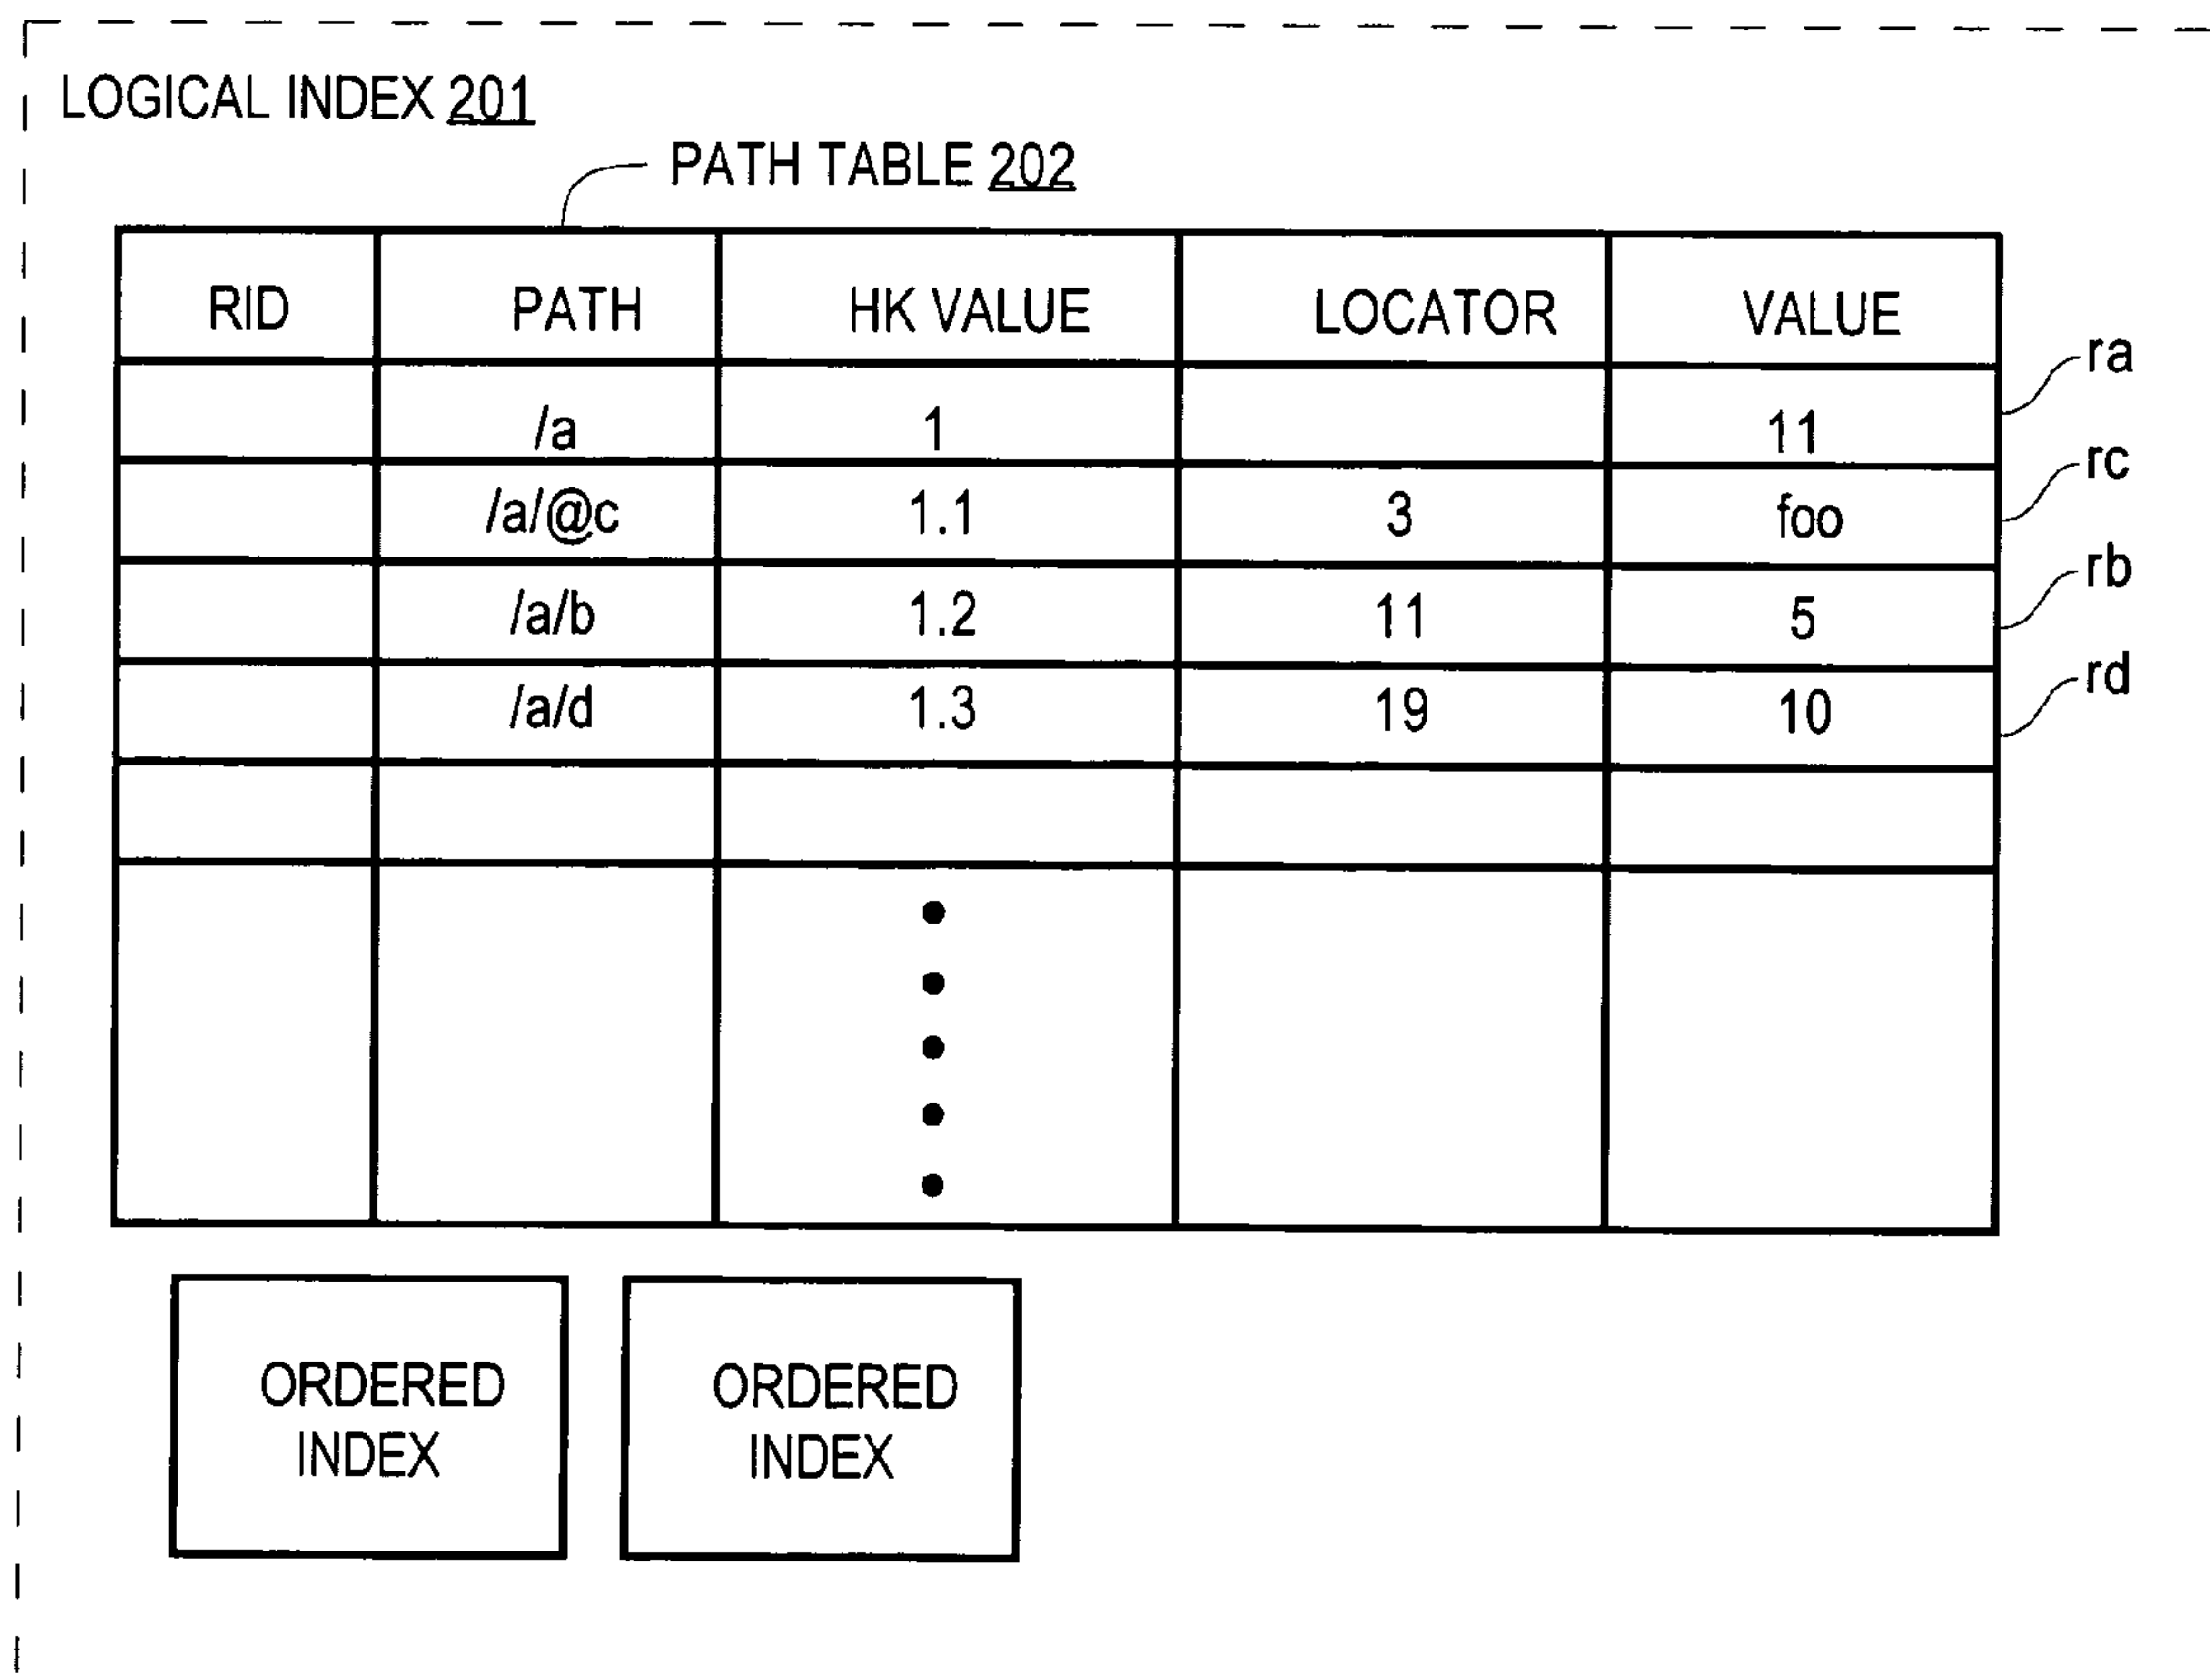 LOGICAL INDEX 201
PATH TABLE 202
RID PATH HK VALUE LOCATOR VALUE
/a 1 11 ra
/a/@c 1.1 3 foo rc
/a/b 1.2 11 5 rb
/a/d 1.3 19 10 rd
ORDERED INDEX
ORDERED INDEX